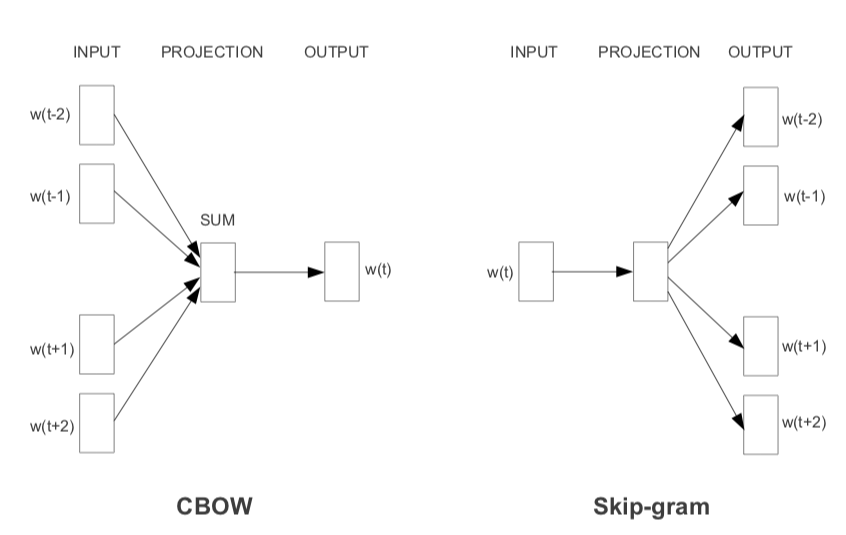 INPUT PROJECTION OUTPUT
w(t-2)
w(t-1)
SUM
w(t)
w(t+1)
w(t+2)
CBOW
INPUT PROJECTION OUTPUT
w(t-2)
w(t-1)
w(t)
w(t+1)
w(t+2)
Skip-gram